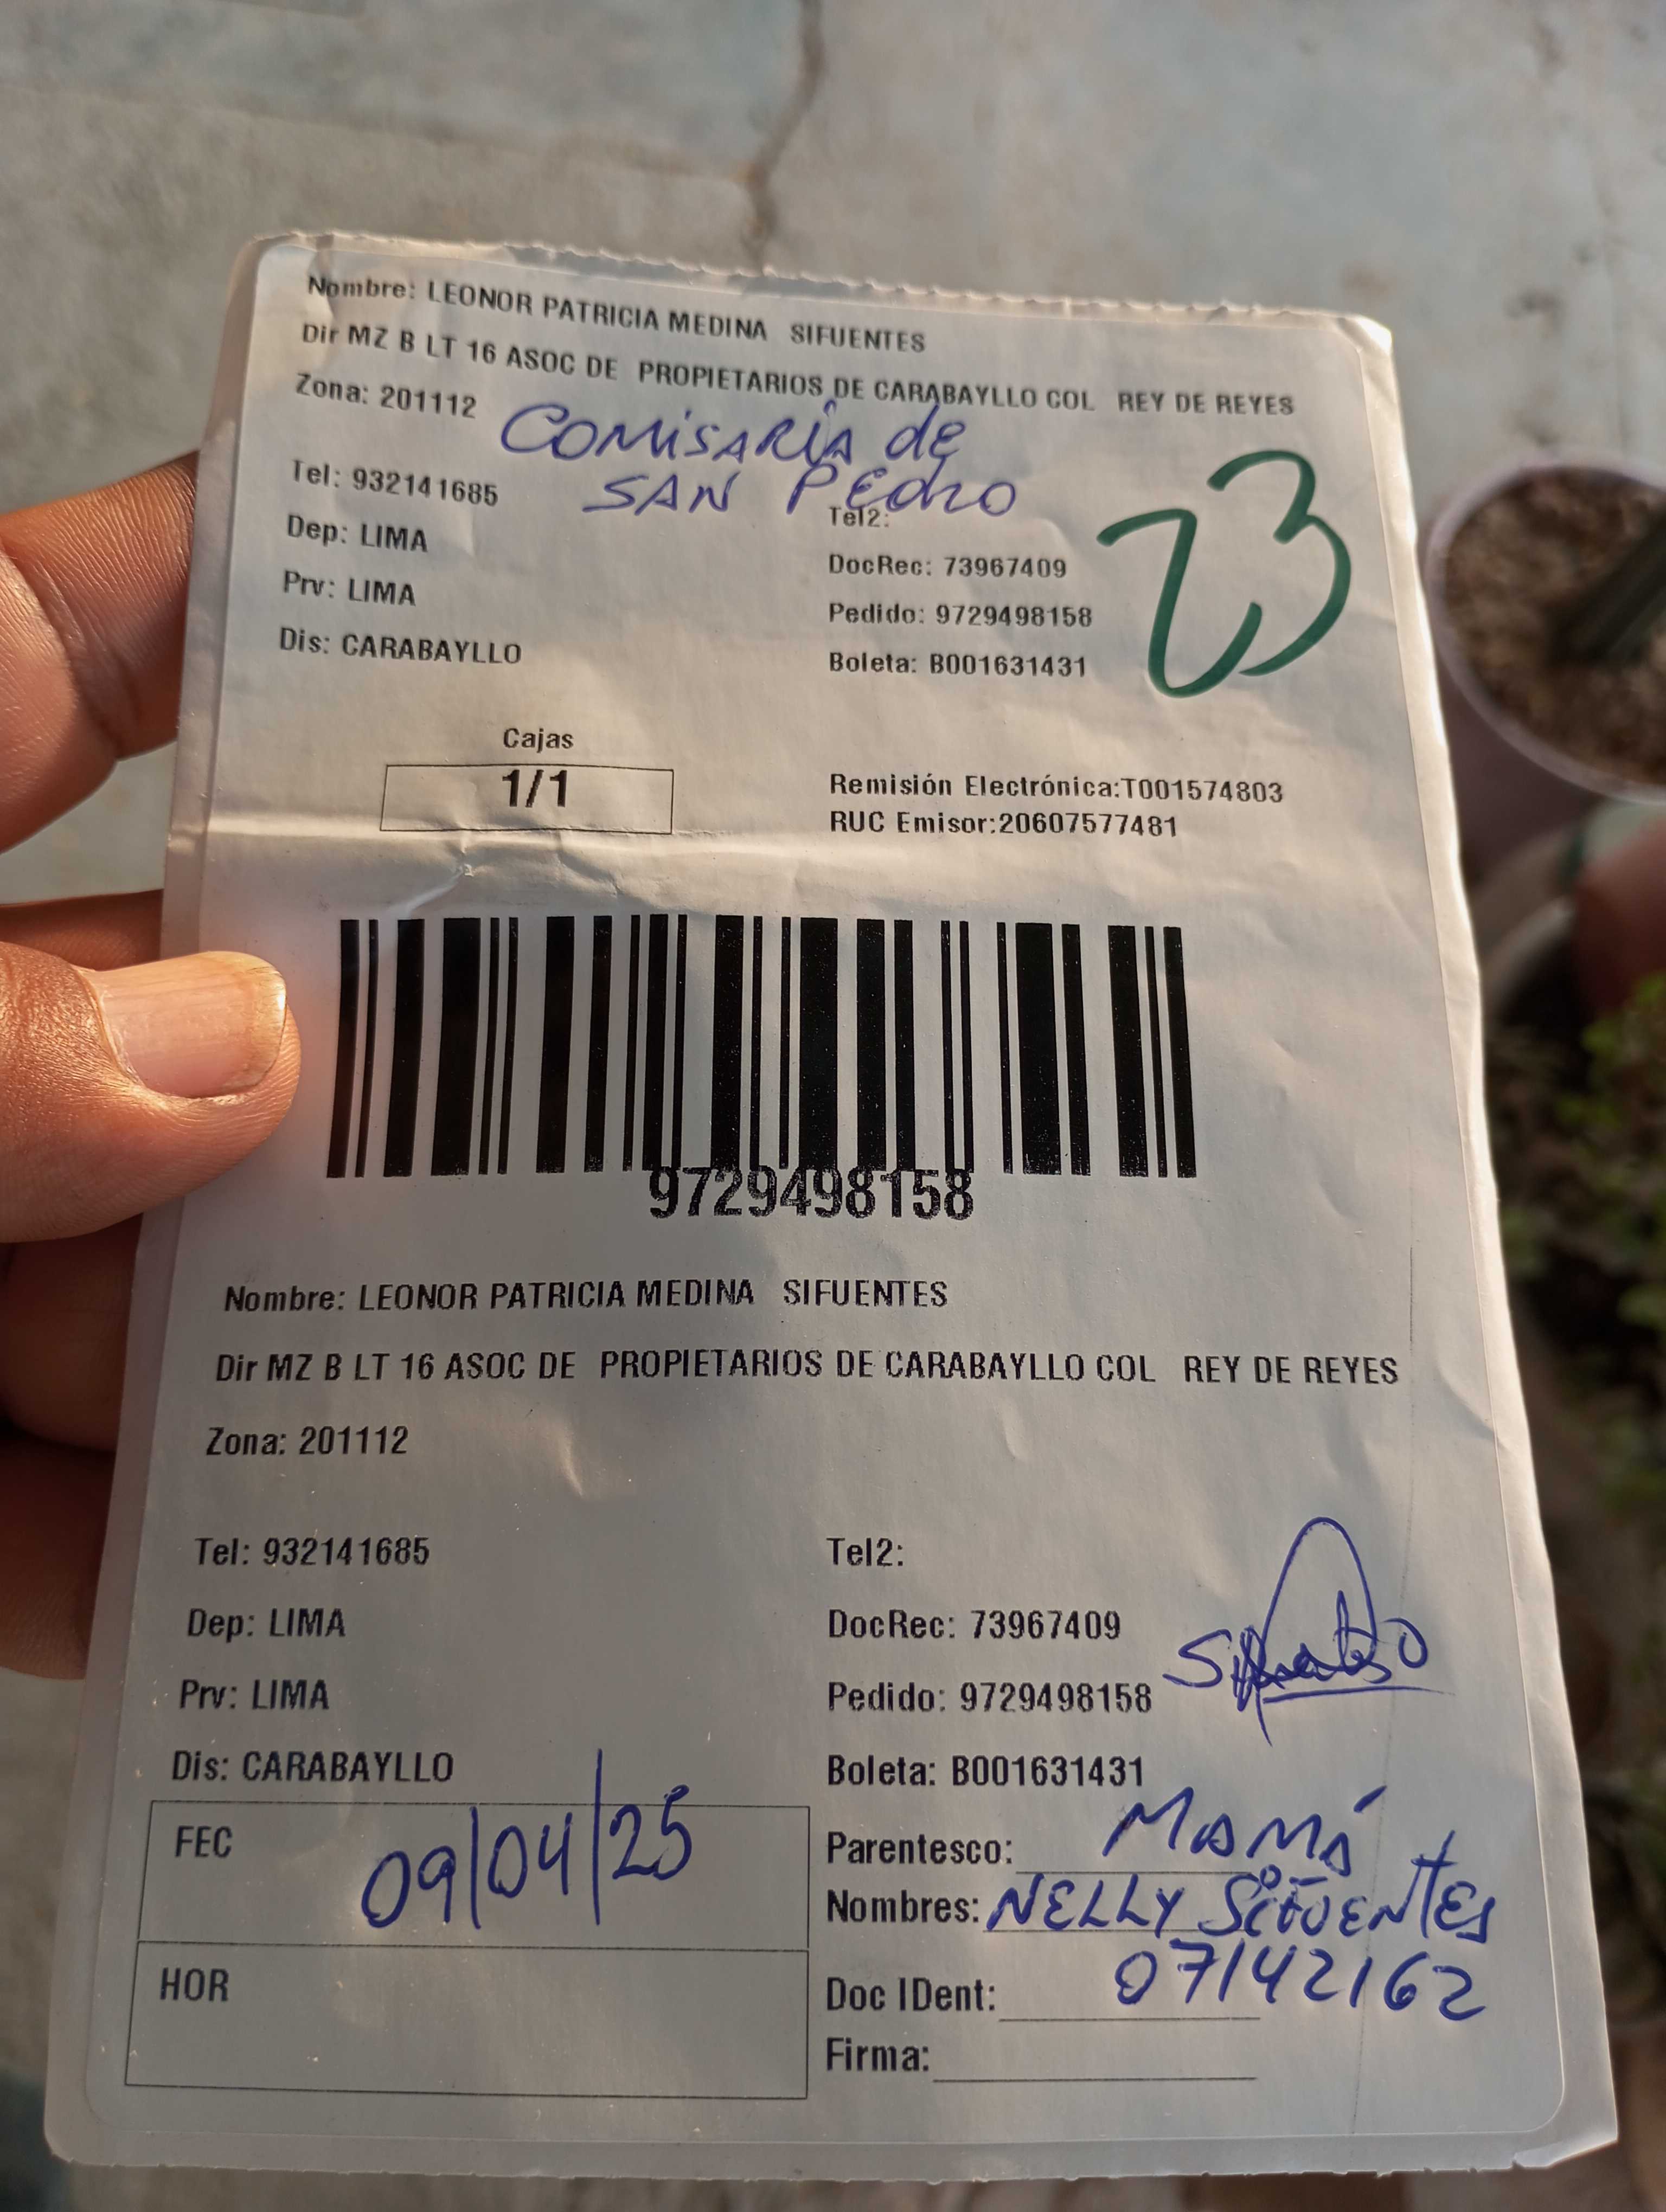 Nombre: LEONOR PATRICIA MEDINA SIFUENTES
Dir MZ B LT 16 ASOC DE PROPIETARIOS DE CARABAYLLO COL REY DE REYES
Zona: 201112
COMISARIA de
SAN PEDRO
23
Tel: 932141685
Tel2:
Dep: LIMA
DocRec: 73967409
Prv: LIMA
Pedido: 9729498158
Dis: CARABAYLLO
Boleta: B001631431
Cajas
1/1
Remisión Electrónica:T001574803
RUC Emisor:20607577481
9729498158
Nombre: LEONOR PATRICIA MEDINA SIFUENTES
Dir MZ B LT 16 ASOC DE PROPIETARIOS DE CARABAYLLO COL REY DE REYES
Zona: 201112
Tel: 932141685
Tel2:
Dep: LIMA
DocRec: 73967409
Prv: LIMA
Pedido: 9729498158
Dis: CARABAYLLO
Boleta: B001631431
FEC 09/04/25
Parentesco: MAMÁ
Nombres: NELLY SIFUENTES
HOR
Doc IDent: 07142162
Firma: